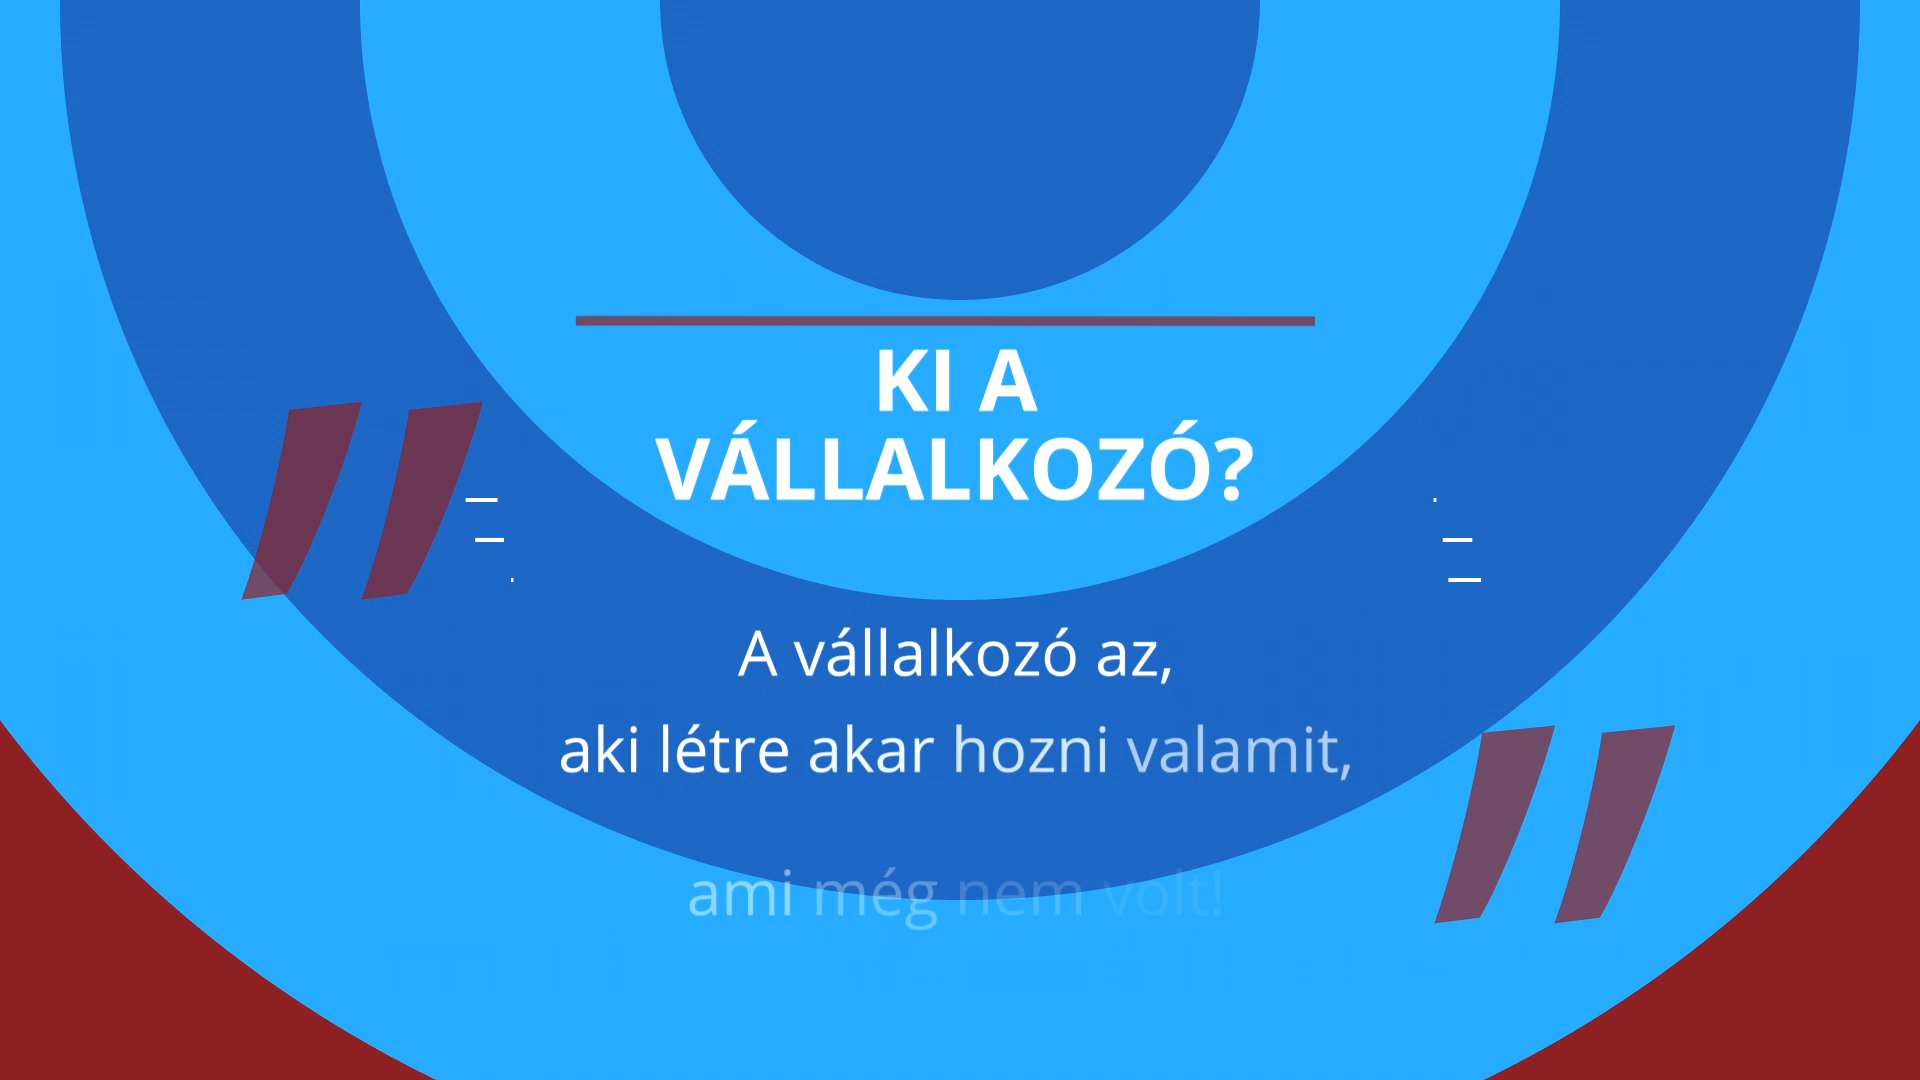 KI A
VÁLLALKOZÓ?
A vállalkozó az,
aki létre akar hozni valamit,
ami még nem volt!